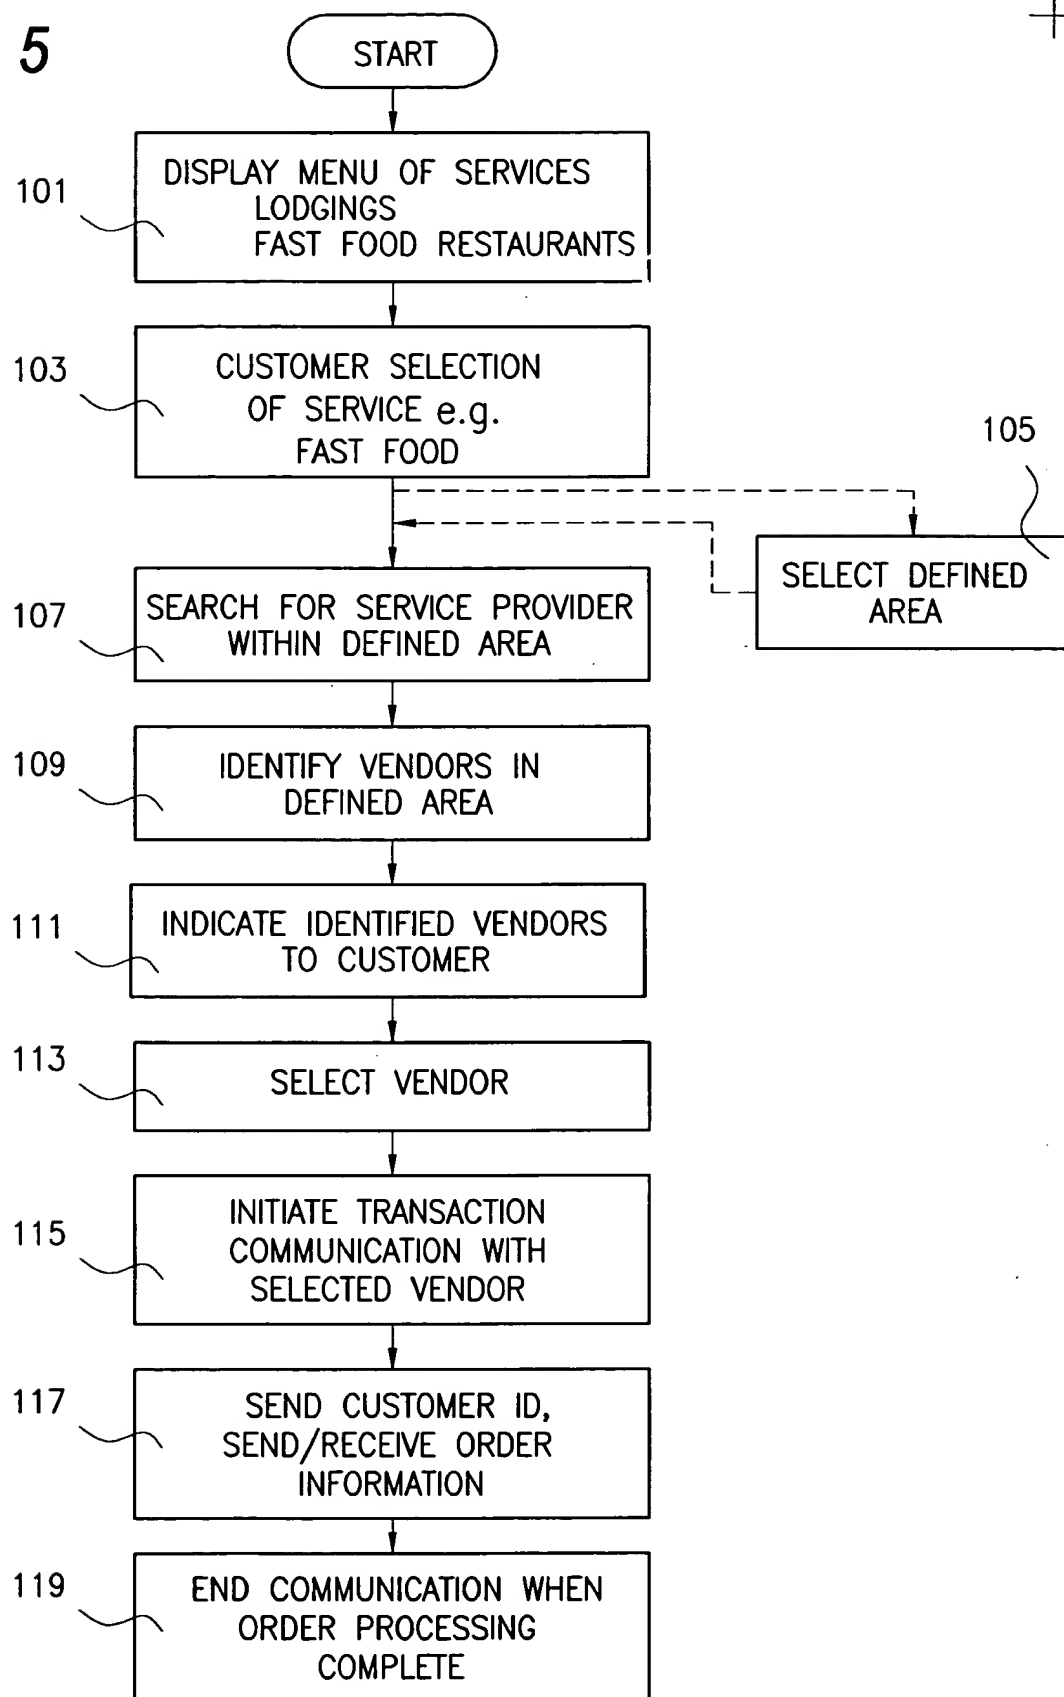 5
START
101
DISPLAY MENU OF SERVICES
LODGINGS
FAST FOOD RESTAURANTS
103
CUSTOMER SELECTION
OF SERVICE e.g.
FAST FOOD
105
SELECT DEFINED
AREA
107
SEARCH FOR SERVICE PROVIDER
WITHIN DEFINED AREA
109
IDENTIFY VENDORS IN
DEFINED AREA
111
INDICATE IDENTIFIED VENDORS
TO CUSTOMER
113
SELECT VENDOR
115
INITIATE TRANSACTION
COMMUNICATION WITH
SELECTED VENDOR
117
SEND CUSTOMER ID,
SEND/RECEIVE ORDER
INFORMATION
119
END COMMUNICATION WHEN
ORDER PROCESSING
COMPLETE